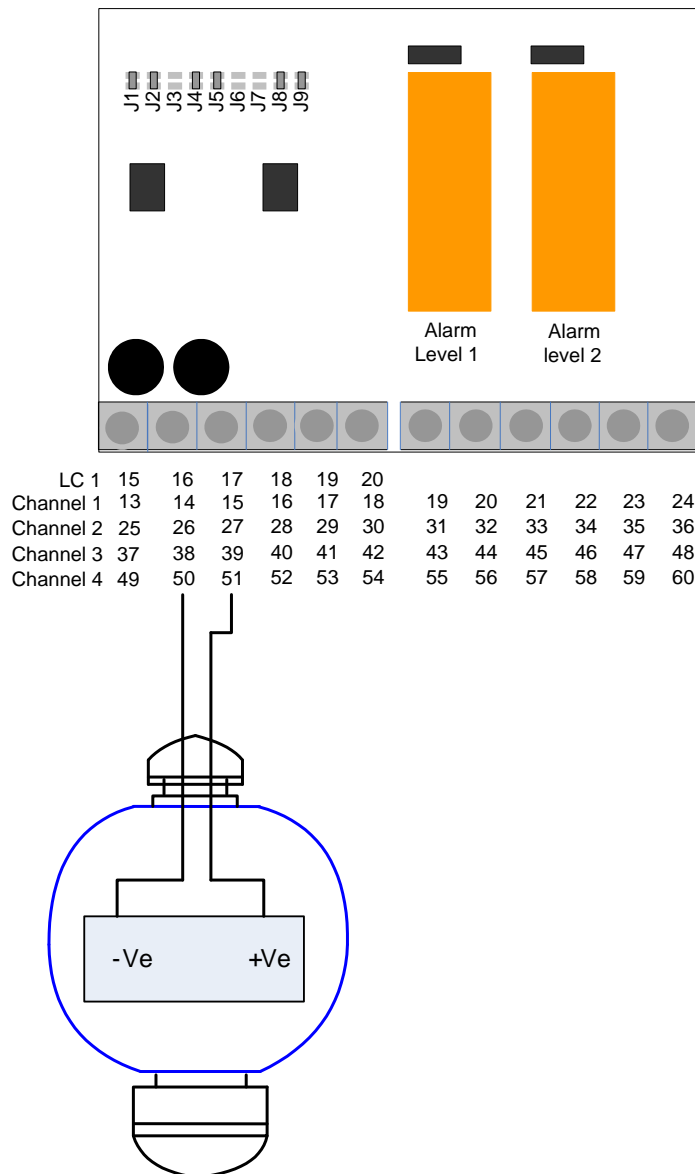 J1 J2 J3 J4 J5 J6 J7 J8 J9
Alarm
Level 1
Alarm
level 2
LC 1 15 16 17 18 19 20
Channel 1 13 14 15 16 17 18 19 20 21 22 23 24
Channel 2 25 26 27 28 29 30 31 32 33 34 35 36
Channel 3 37 38 39 40 41 42 43 44 45 46 47 48
Channel 4 49 50 51 52 53 54 55 56 57 58 59 60
-Ve +Ve